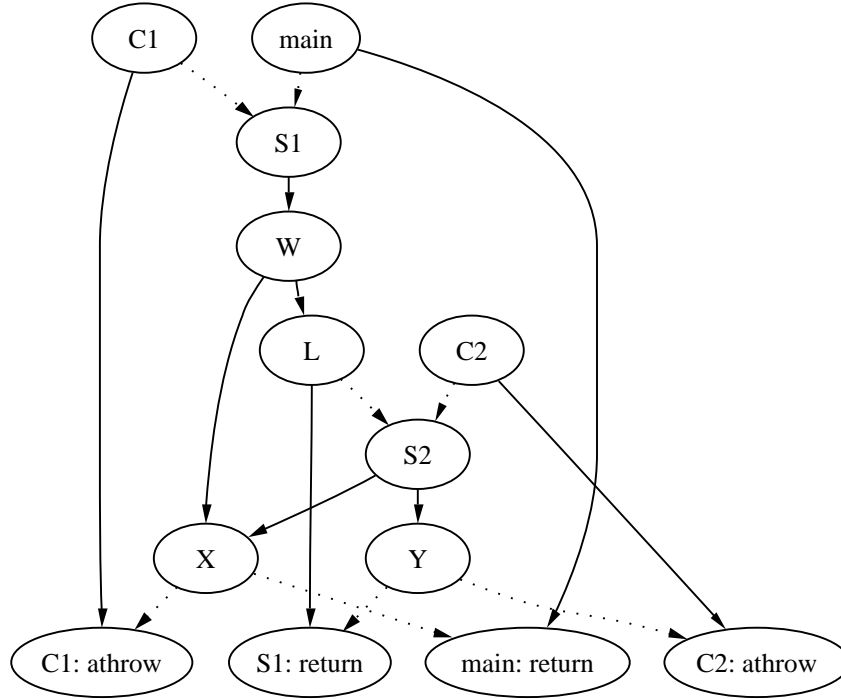 C1
main
S1
W
L
C2
S2
X
Y
C1: athrow
S1: return
main: return
C2: athrow